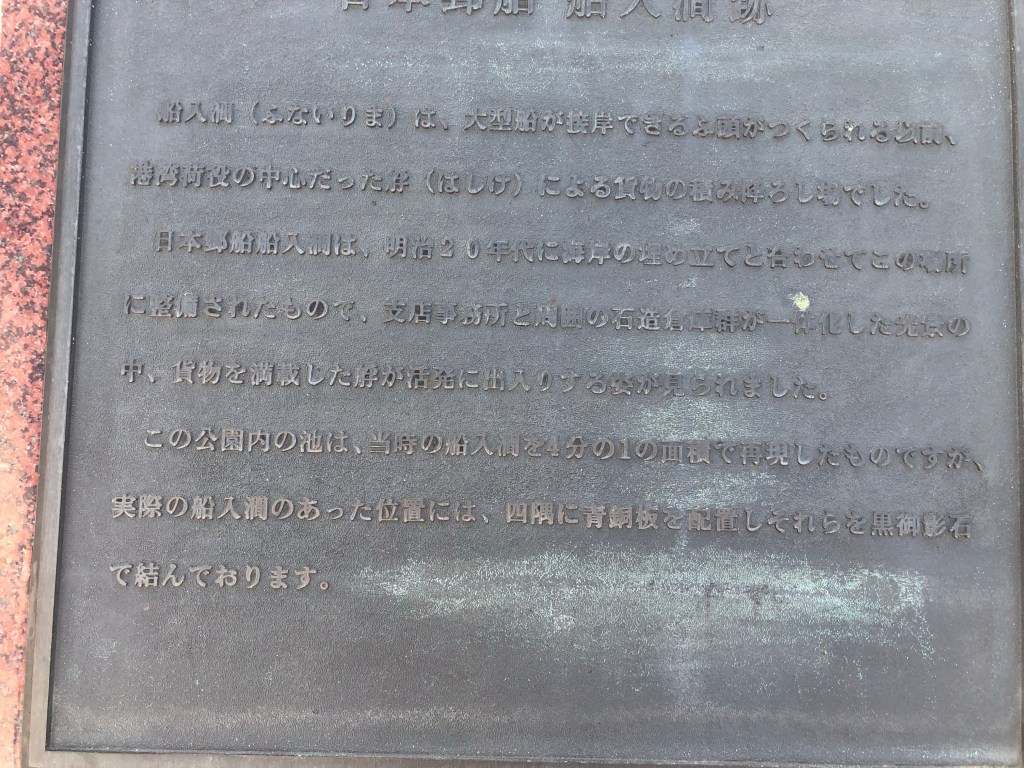 日本郵船 船入澗跡
船入澗（ふないりま）は、大型船が接岸できるふ頭がつくられる以前、
港湾荷役の中心だった艀（はしけ）による貨物の積み降ろし場でした。
日本郵船船入澗は、明治２０年代に海岸の埋め立てと合わせてこの場所
に整備されたもので、支店事務所と周囲の石造倉庫群が一体化した光景の
中、貨物を満載した艀が活発に出入りする姿が見られました。
この公園内の池は、当時の船入澗を4分の1の面積で再現したものですが、
実際の船入澗のあった位置には、四隅に青銅板を配置しそれらを黒御影石
で結んでおります。